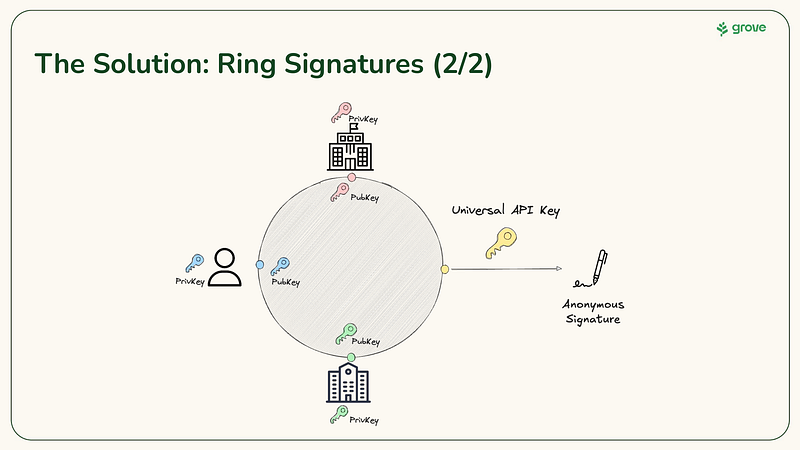 grove
The Solution: Ring Signatures (2/2)
PrivKey
PubKey
Universal API Key
PrivKey
PubKey
Anonymous
Signature
PubKey
PrivKey